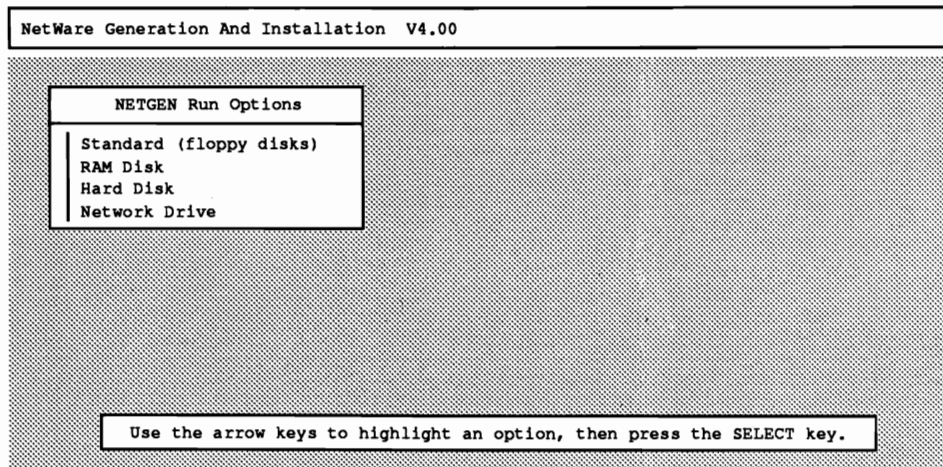 NetWare Generation And Installation V4.00
NETGEN Run Options
Standard (floppy disks)
RAM Disk
Hard Disk
Network Drive
Use the arrow keys to highlight an option, then press the SELECT key.